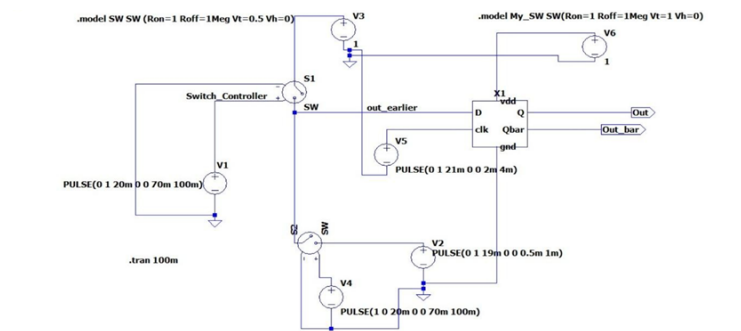 .model SW SW (Ron=1 Roff=1Meg Vt=0.5 Vh=0)
V3
1
.model My_SW SW(Ron=1 Roff=1Meg Vt=1 Vh=0)
V6
1
S1
SW
Switch_Controller
out_earlier
X1
vdd
D
Q
clk
Qbar
gnd
Out
Out_bar
V5
PULSE(0 1 21m 0 0 2m 4m)
V1
PULSE(0 1 20m 0 0 70m 100m)
S2
SW
V2
PULSE(0 1 19m 0 0 0.5m 1m)
.tran 100m
V4
PULSE(1 0 20m 0 0 70m 100m)